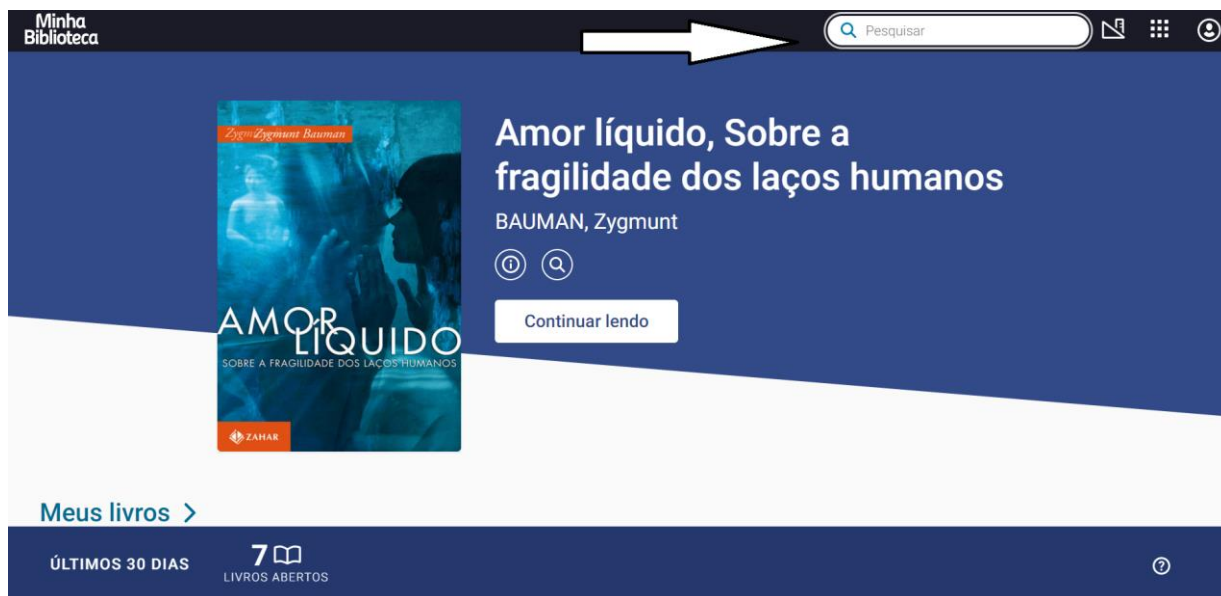 Minha
Biblioteca
Pesquisar
Zygm Zygmunt Bauman
AMOR
LÍQUIDO
SOBRE A FRAGILIDADE DOS LAÇOS HUMANOS
ZAHAR
Amor líquido, Sobre a
fragilidade dos laços humanos
BAUMAN, Zygmunt
Continuar lendo
Meus livros
ÚLTIMOS 30 DIAS
7
LIVROS ABERTOS